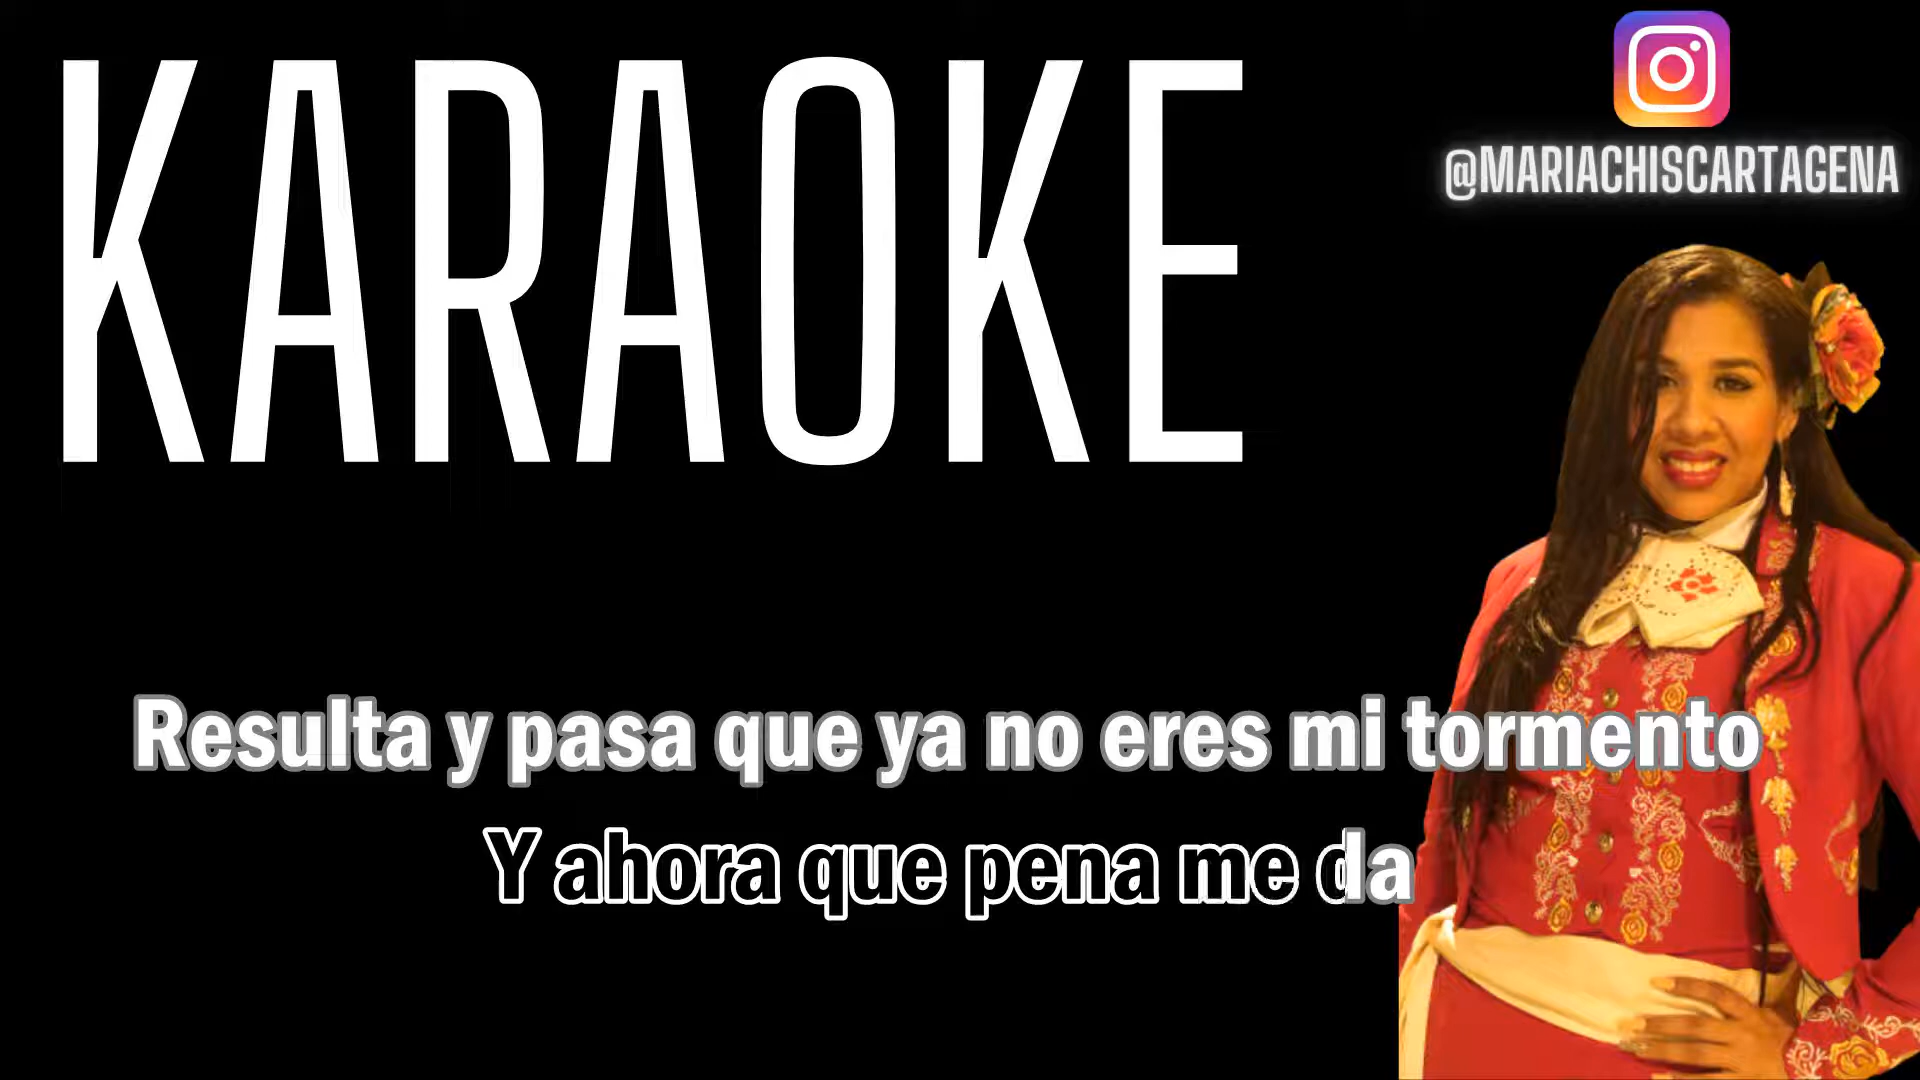 KARAOKE
@MARIACHISCARTAGENA
Resulta y pasa que ya no eres mi tormento
Y ahora que pena me da